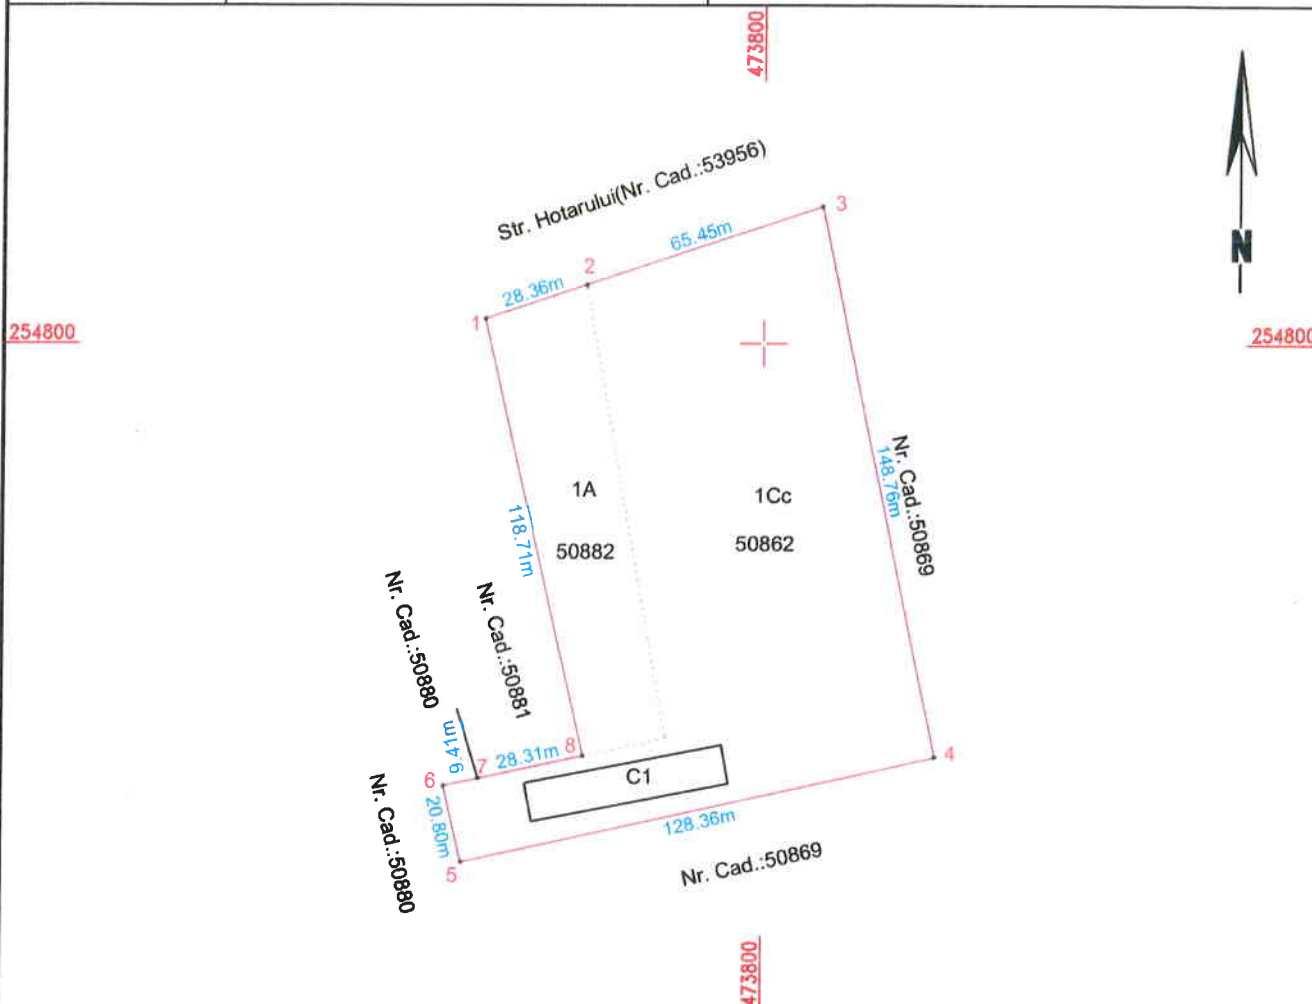 473800
N
Str. Hotarului(Nr. Cad.:53956)
3
65.45m
2
28.36m
1
254800
254800
Nr. Cad.:50869
148.76m
1A
1Cc
118.71m
50882
50862
Nr. Cad.:50880
Nr. Cad.:50881
9.41m
8
28.31m
7
4
6
C1
Nr. Cad.:50880
20.80m
128.36m
5
Nr. Cad.:50869
473800